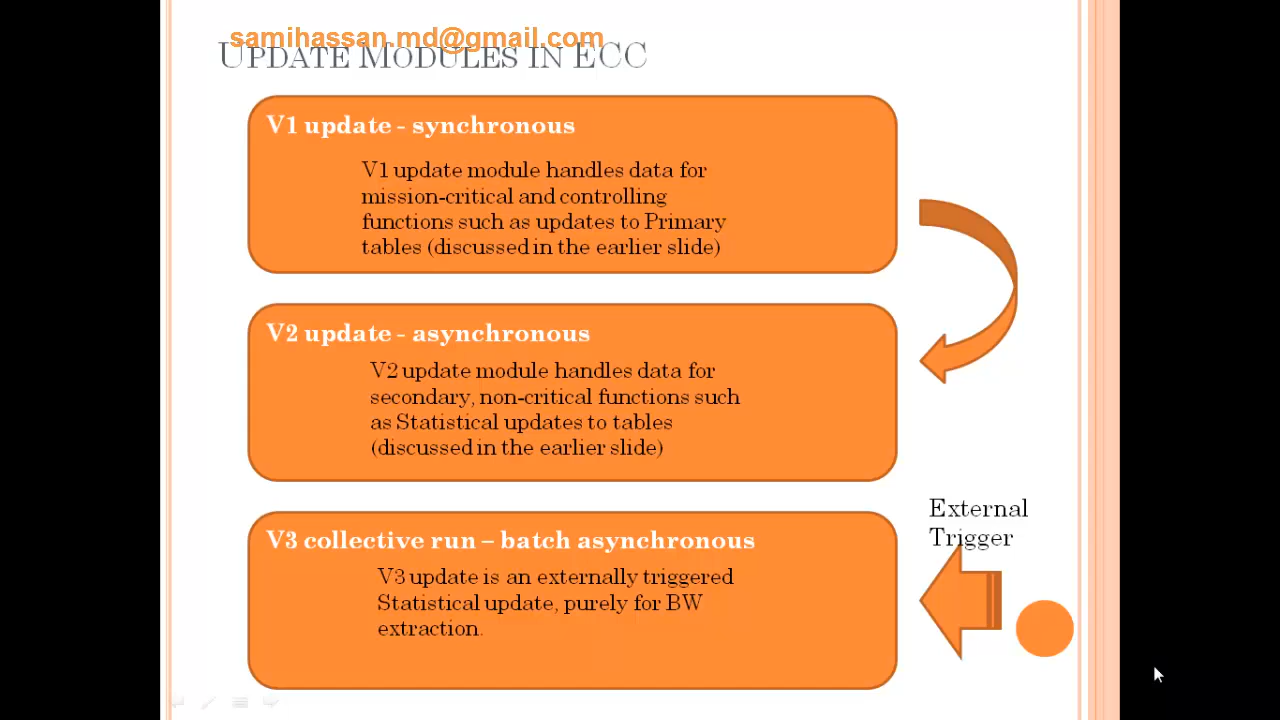 samihassan.md@gmail.com
UPDATE MODULES IN ECC
V1 update - synchronous
V1 update module handles data for
mission-critical and controlling
functions such as updates to Primary
tables (discussed in the earlier slide)
V2 update - asynchronous
V2 update module handles data for
secondary, non-critical functions such
as Statistical updates to tables
(discussed in the earlier slide)
External
Trigger
V3 collective run – batch asynchronous
V3 update is an externally triggered
Statistical update, purely for BW
extraction.